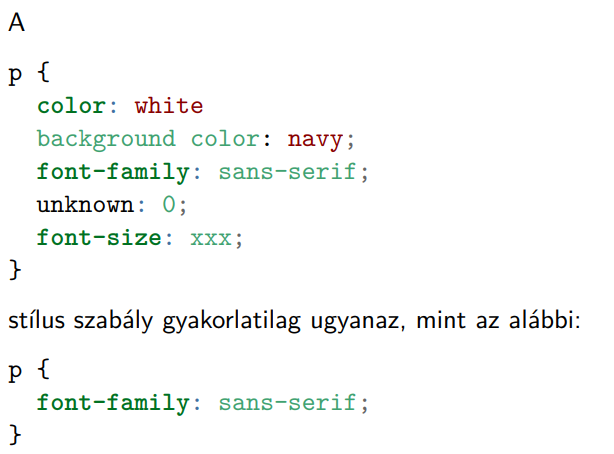 A
p {
  color: white
  background color: navy;
  font-family: sans-serif;
  unknown: 0;
  font-size: xxx;
}
stílus szabály gyakorlatilag ugyanaz, mint az alábbi:
p {
  font-family: sans-serif;
}